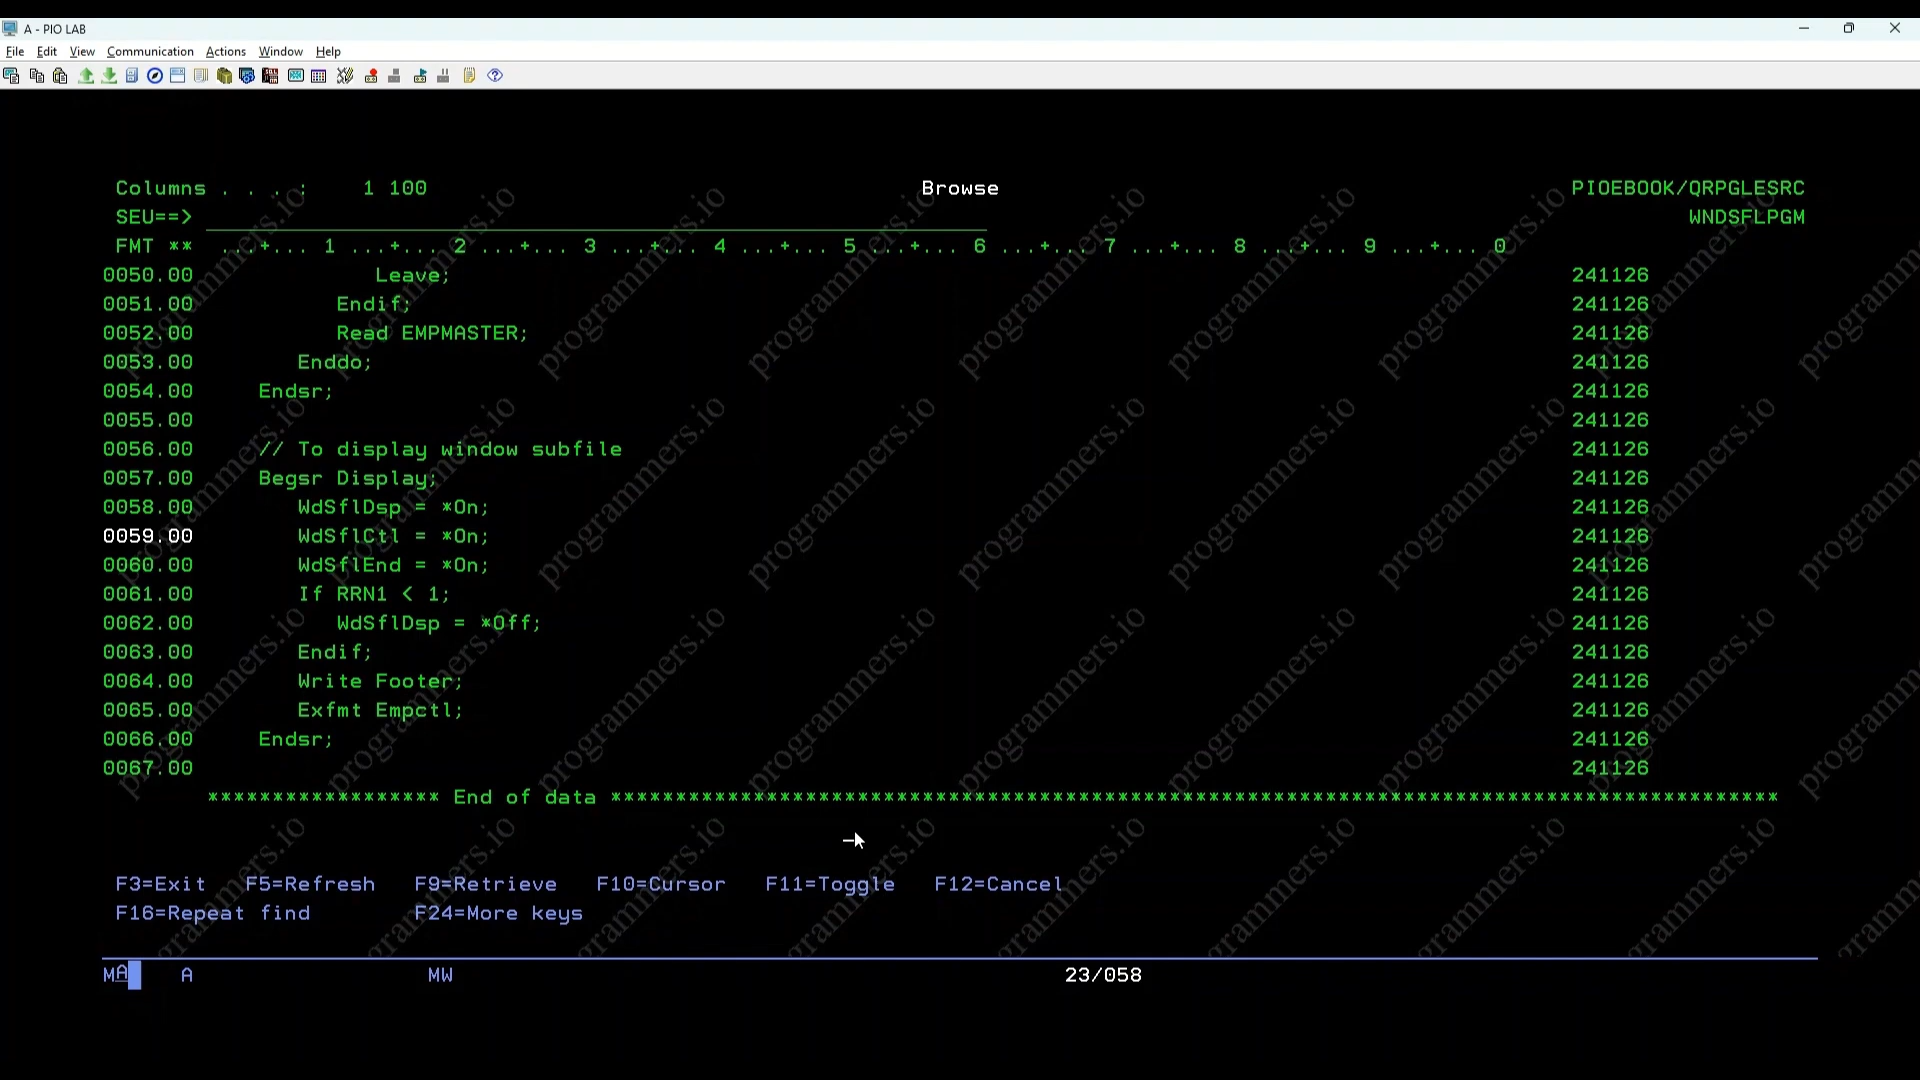 A - PIO LAB
File Edit View Communication Actions Window Help
Columns . . . : 1 100 Browse PIOEBOOK/QRPGLESRC
SEU==> WNDSFLPGM
FMT ** ...+... 1 ...+... 2 ...+... 3 ...+... 4 ...+... 5 ...+... 6 ...+... 7 ...+... 8 ...+... 9 ...+... 0
0050.00 Leave; 241126
0051.00 Endif; 241126
0052.00 Read EMPMASTER; 241126
0053.00 Enddo; 241126
0054.00 Endsr; 241126
0055.00 241126
0056.00 // To display window subfile 241126
0057.00 Begsr Display; 241126
0058.00 WdSflDsp = *On; 241126
0059.00 WdSflCtl = *On; 241126
0060.00 WdSflEnd = *On; 241126
0061.00 If RRN1 < 1; 241126
0062.00 WdSflDsp = *Off; 241126
0063.00 Endif; 241126
0064.00 Write Footer; 241126
0065.00 Exfmt Empctl; 241126
0066.00 Endsr; 241126
0067.00 241126
****************** End of data ******************************************************************************************
F3=Exit F5=Refresh F9=Retrieve F10=Cursor F11=Toggle F12=Cancel
F16=Repeat find F24=More keys
MA A MW 23/058
programmers.io